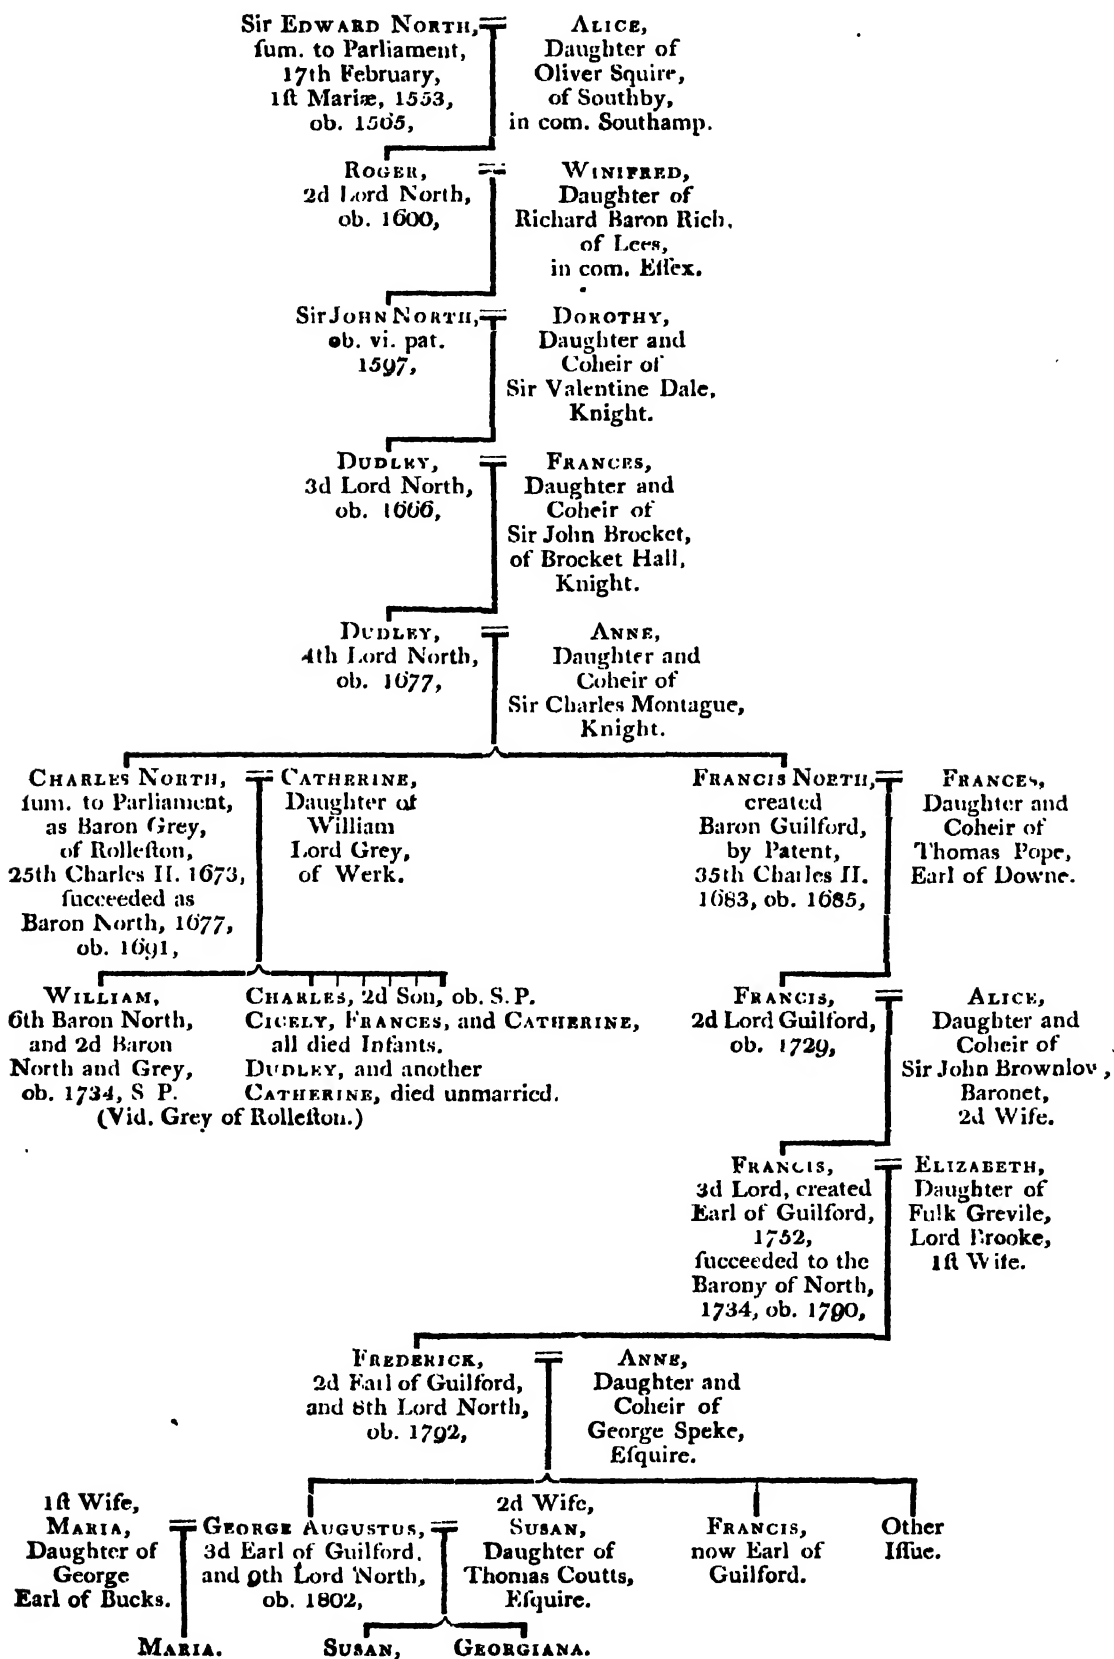 Sir EDWARD NORTH,
ſum. to Parliament,
17th February,
1ſt Mariæ, 1553,
ob. 1565,
ALICE,
Daughter of
Oliver Squire,
of Southby,
in com. Southamp.
ROGER,
2d Lord North,
ob. 1600,
WINIFRED,
Daughter of
Richard Baron Rich,
of Lees,
in com. Eſſex.
Sir JOHN NORTH,
ob. vi. pat.
1597,
DOROTHY,
Daughter and
Coheir of
Sir Valentine Dale,
Knight.
DUDLEY,
3d Lord North,
ob. 1666,
FRANCES,
Daughter and
Coheir of
Sir John Brocket,
of Brocket Hall,
Knight.
DUDLEY,
4th Lord North,
ob. 1677,
ANNE,
Daughter and
Coheir of
Sir Charles Montague,
Knight.
CHARLES NORTH,
ſum. to Parliament,
as Baron Grey,
of Rolleſton,
25th Charles II. 1673,
ſucceeded as
Baron North, 1677,
ob. 1691,
CATHERINE,
Daughter of
William
Lord Grey,
of Werk.
FRANCIS NORTH,
created
Baron Guilford,
by Patent,
35th Charles II.
1683, ob. 1685,
FRANCES,
Daughter and
Coheir of
Thomas Pope,
Earl of Downe.
WILLIAM,
6th Baron North,
and 2d Baron
North and Grey,
ob. 1734, S P.
(Vid. Grey of Rolleſton.)
CHARLES, 2d Son, ob. S. P.
CICELY, FRANCES, and CATHERINE,
all died Infants.
DUDLEY, and another
CATHERINE, died unmarried.
FRANCIS,
2d Lord Guilford,
ob. 1729,
ALICE,
Daughter and
Coheir of
Sir John Brownlov,
Baronet,
2d Wife.
FRANCIS,
3d Lord, created
Earl of Guilford,
1752,
ſucceeded to the
Barony of North,
1734, ob. 1790,
ELIZABETH,
Daughter of
Fulk Grevile,
Lord Brooke,
1ſt Wife.
FREDERICK,
2d Earl of Guilford,
and 8th Lord North,
ob. 1792,
ANNE,
Daughter and
Coheir of
George Speke,
Eſquire.
1ſt Wife,
MARIA,
Daughter of
George
Earl of Bucks.
GEORGE AUGUSTUS,
3d Earl of Guilford,
and 9th Lord North,
ob. 1802,
2d Wife,
SUSAN,
Daughter of
Thomas Coutts,
Eſquire.
FRANCIS,
now Earl of
Guilford.
Other
Iſſue.
MARIA.
SUSAN,
GEORGIANA.